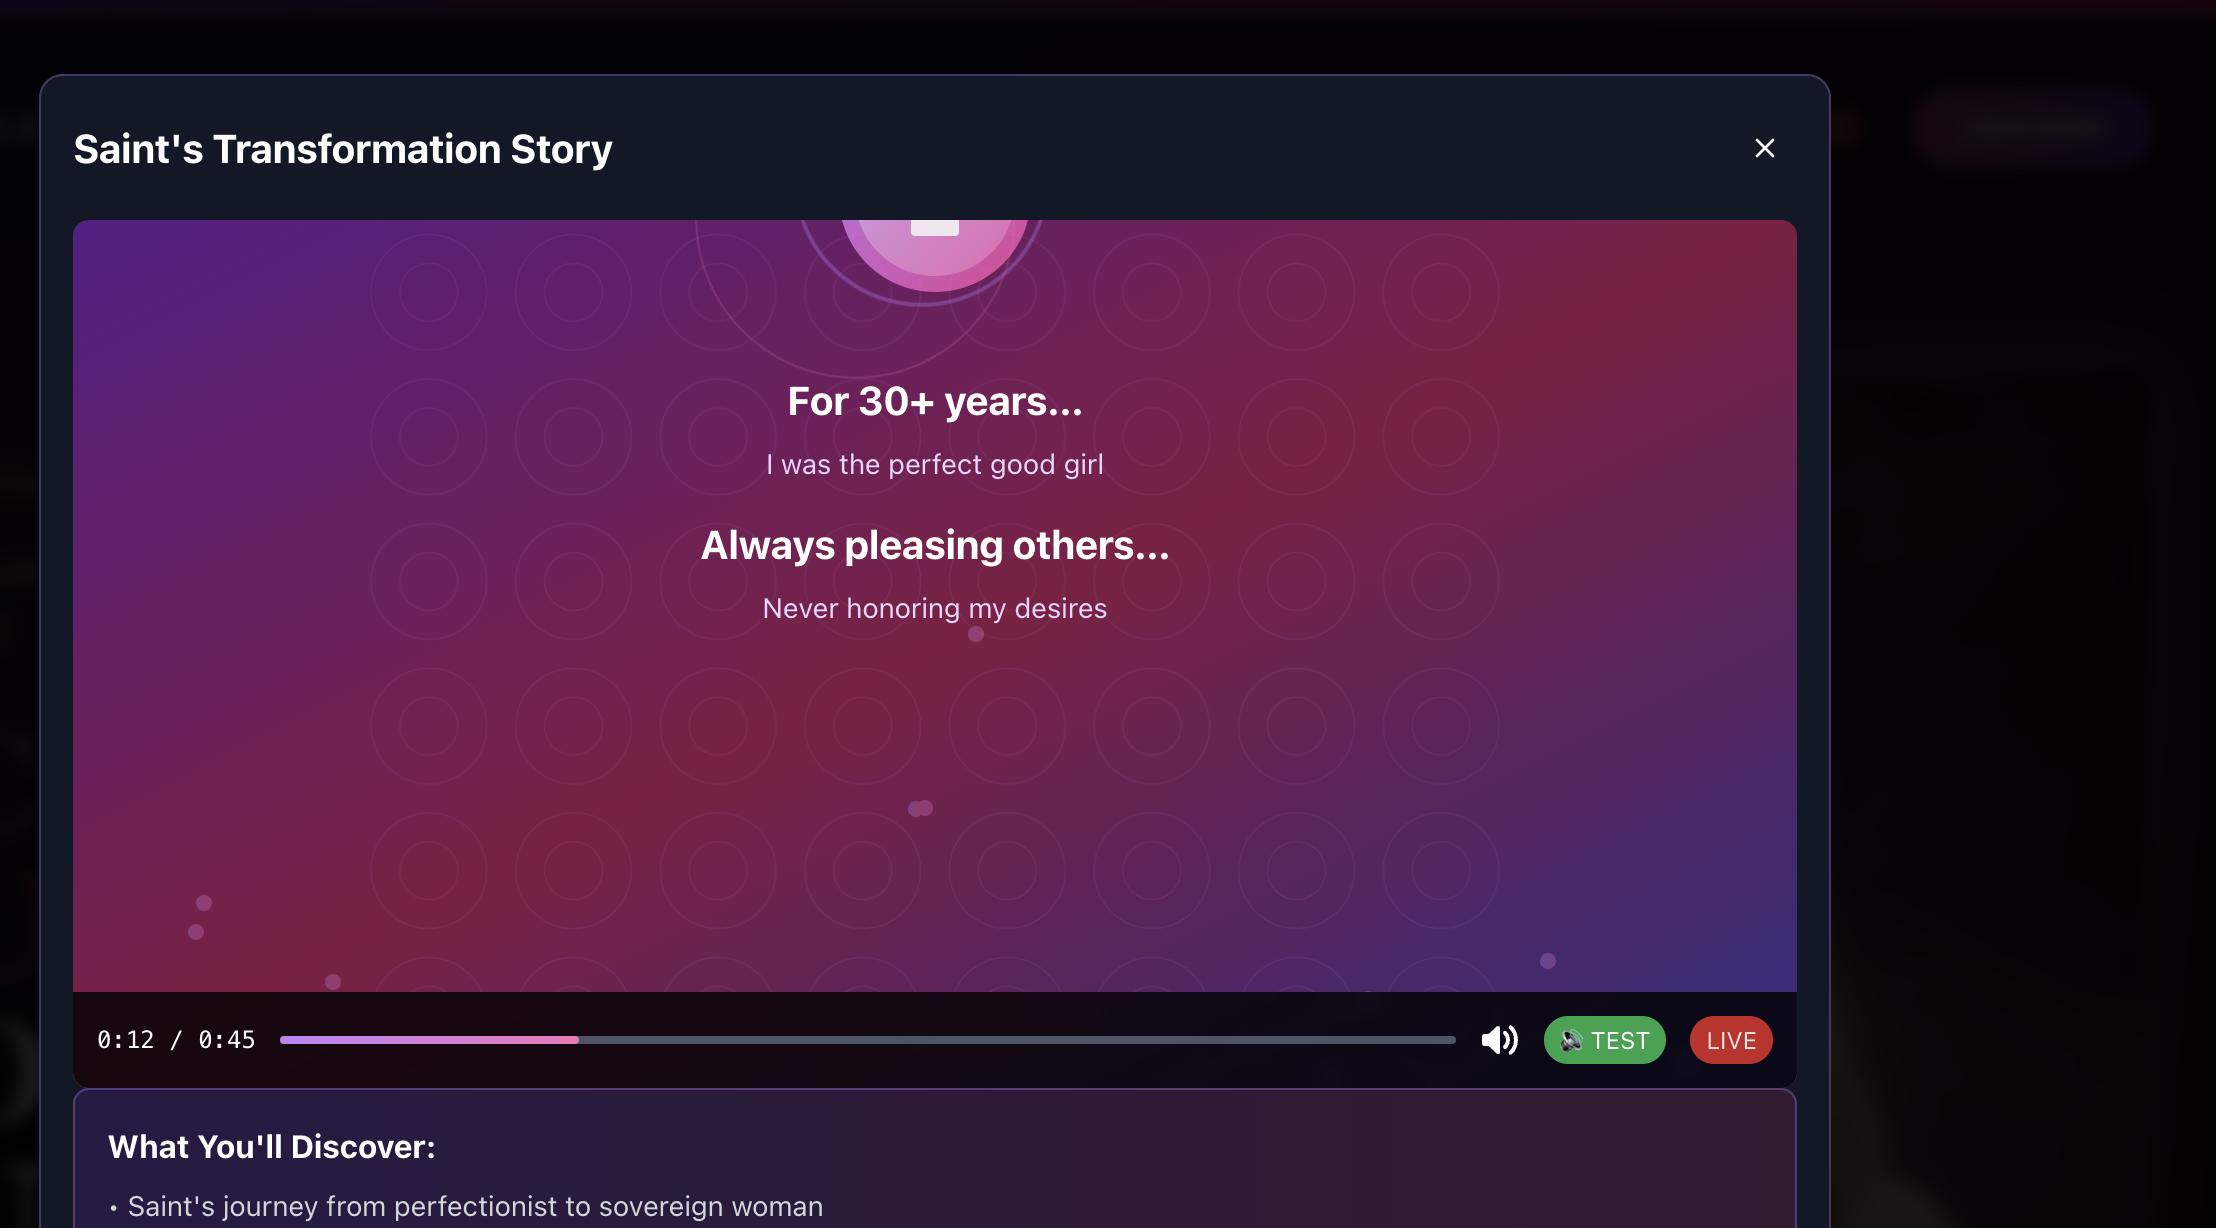 Saint's Transformation Story
For 30+ years...
I was the perfect good girl
Always pleasing others...
Never honoring my desires
0:12 / 0:45
TEST
LIVE
What You'll Discover:
• Saint's journey from perfectionist to sovereign woman